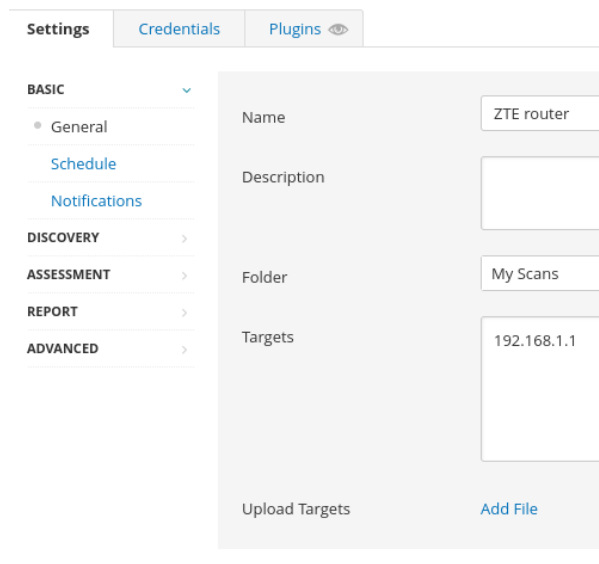 Settings
Credentials
Plugins
BASIC
General
Schedule
Notifications
DISCOVERY
ASSESSMENT
REPORT
ADVANCED
Name
ZTE router
Description
Folder
My Scans
Targets
192.168.1.1
Upload Targets
Add File